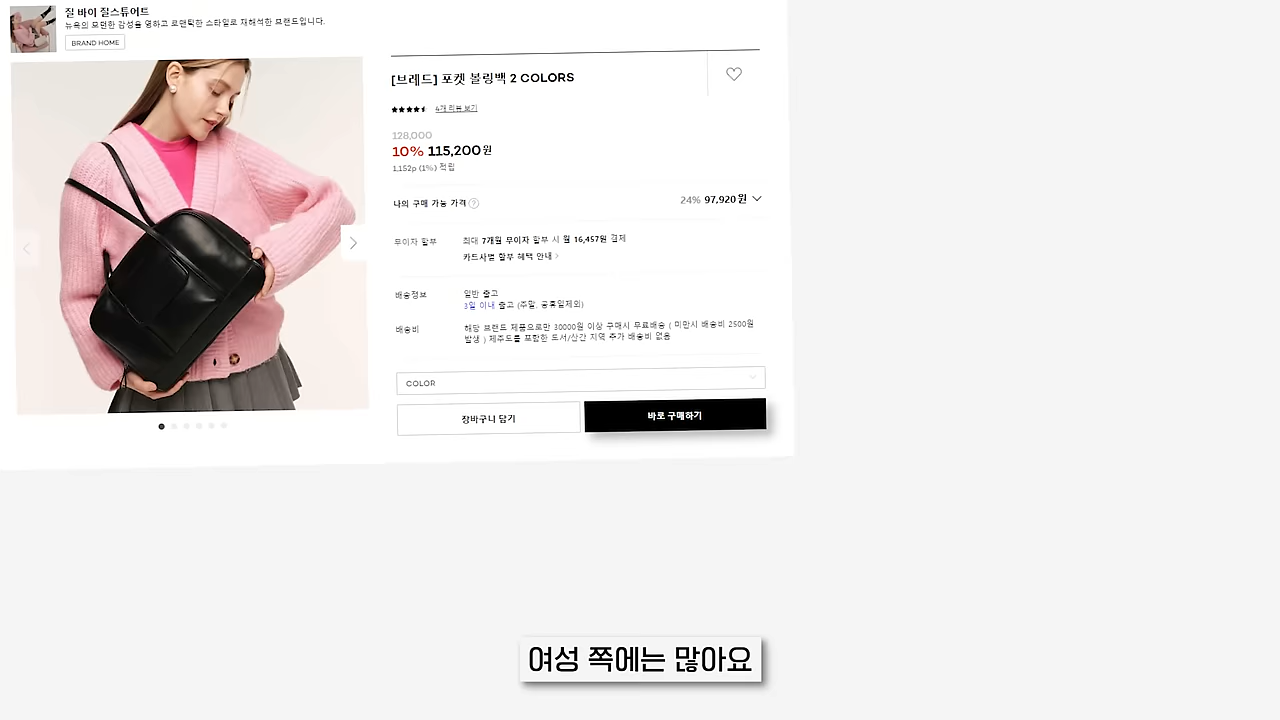 질 바이 질스튜어트
뉴욕의 모던한 감성을 영하고 로맨틱한 스타일로 재해석한 브랜드입니다.
BRAND HOME
[브레드] 포켓 볼링백 2 COLORS
4개 리뷰 보기
128,000
10% 115,200원
1,152p (1%) 적립
나의 구매 가능 가격 ?
24% 97,920원
무이자 할부
최대 7개월 무이자 할부 시 월 16,457원 결제
카드사별 할부 혜택 안내 >
배송정보
일반 출고
3일 이내 출고 (주말, 공휴일제외)
배송비
해당 브랜드 제품으로만 30000원 이상 구매시 무료배송 ( 미만시 배송비 2500원
발생 ) 제주도를 포함한 도서/산간 지역 추가 배송비 없음
COLOR
장바구니 담기
바로 구매하기
여성 쪽에는 많아요